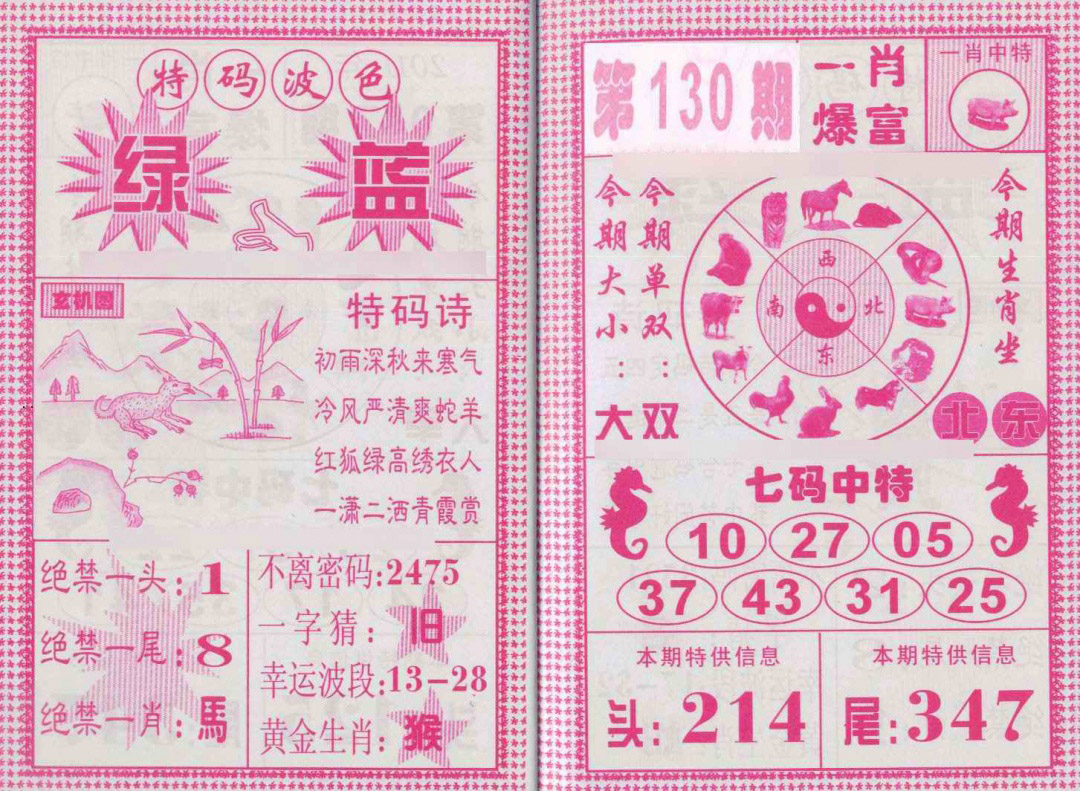 特码波色
绿 蓝
玄机图
特码诗
初雨深秋来寒气
冷风严清爽蛇羊
红狐绿高绣衣人
一潇二洒青霞赏
绝禁一头:1
绝禁一尾:8
绝禁一肖:馬
不离密码:2475
一字猜:旧
幸运波段:13-28
黄金生肖:猴
第130期
一肖
爆富
一肖中特
今期大小:大
今期单双:双
西
南
北
东
今期生肖坐
北东
七码中特
10 27 05
37 43 31 25
本期特供信息
头:214
本期特供信息
尾:347